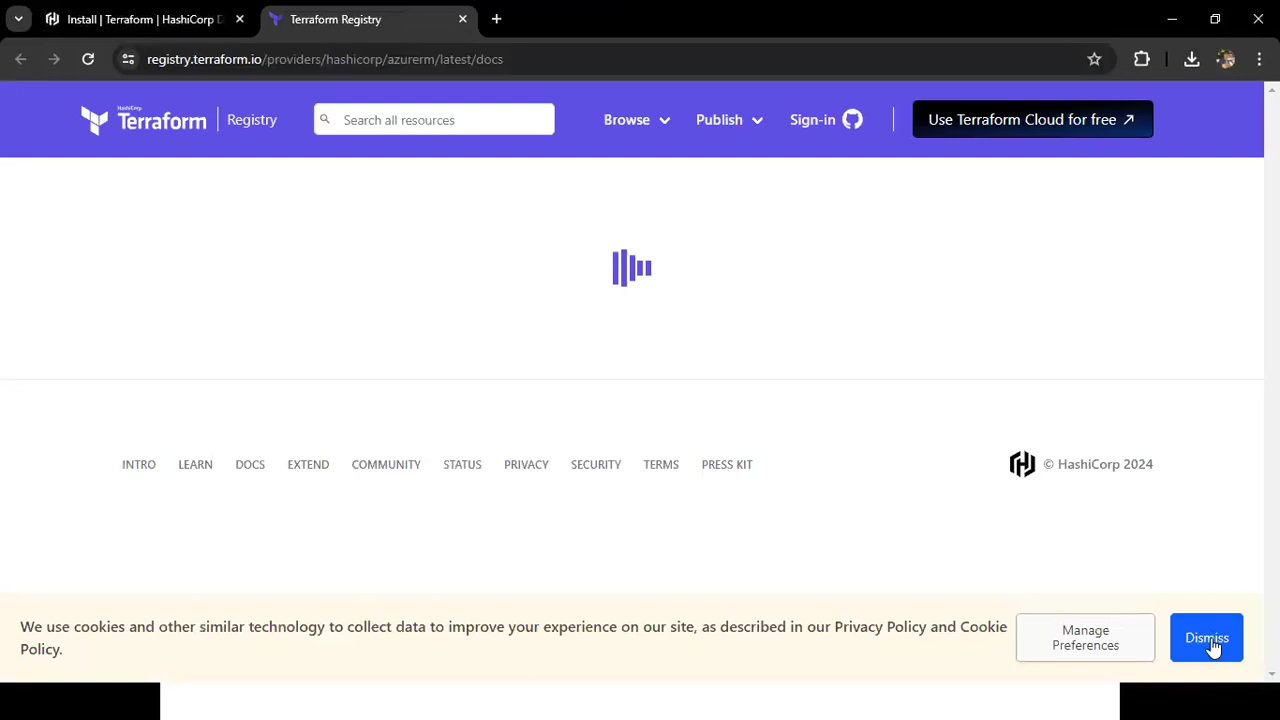 Install | Terraform | HashiCorp D
Terraform Registry
registry.terraform.io/providers/hashicorp/azurerm/latest/docs
HashiCorp
Terraform
Registry
Search all resources
Browse
Publish
Sign-in
Use Terraform Cloud for free
INTRO LEARN DOCS EXTEND COMMUNITY STATUS PRIVACY SECURITY TERMS PRESS KIT
© HashiCorp 2024
We use cookies and other similar technology to collect data to improve your experience on our site, as described in our Privacy Policy and Cookie
Policy.
Manage
Preferences
Dismiss